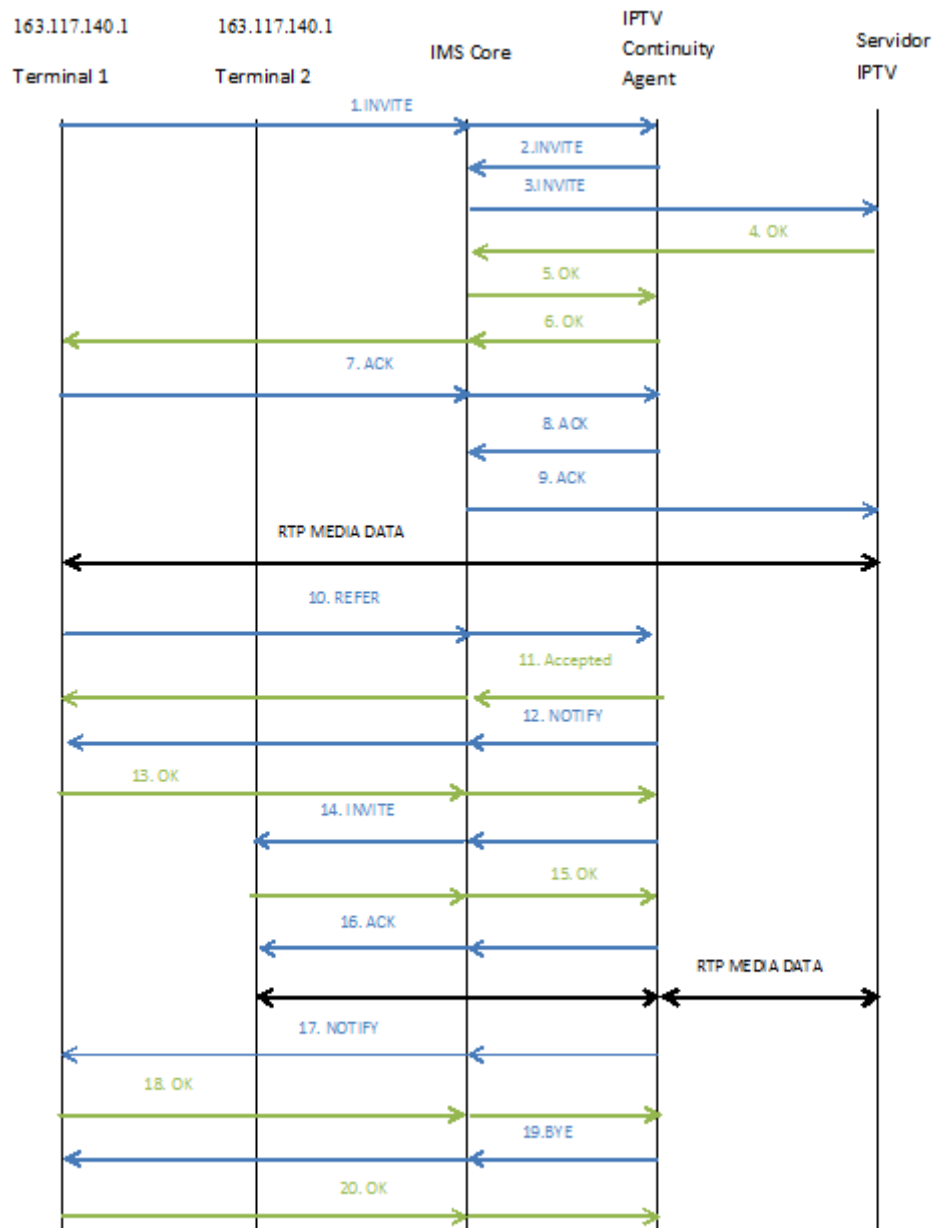 163.117.140.1
Terminal 1
163.117.140.1
Terminal 2
IMS Core
IPTV
Continuity
Agent
Servidor
IPTV
1.INVITE
2.INVITE
3.INVITE
4. OK
5. OK
6. OK
7. ACK
8. ACK
9. ACK
RTP MEDIA DATA
10. REFER
11. Accepted
12. NOTIFY
13. OK
14. INVITE
15. OK
16. ACK
RTP MEDIA DATA
17. NOTIFY
18. OK
19.BYE
20. OK